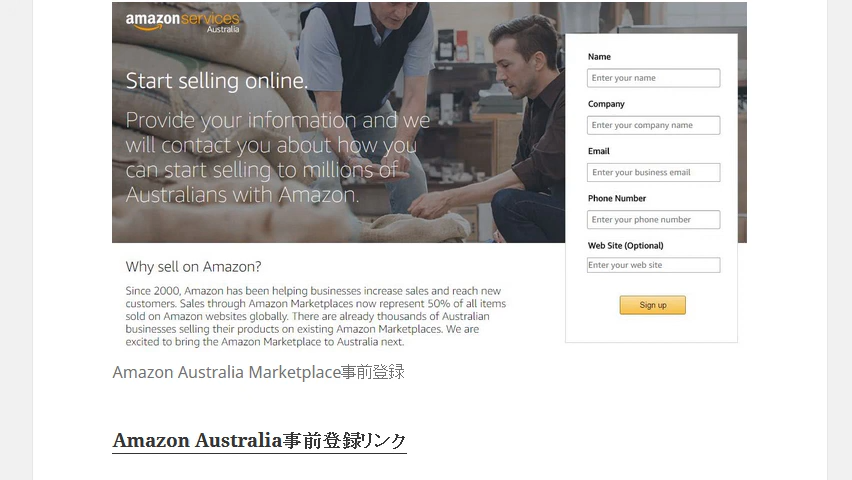 amazonservices
Australia
Start selling online.
Provide your information and we
will contact you about how you
can start selling to millions of
Australians with Amazon.
Name
Enter your name
Company
Enter your company name
Email
Enter your business email
Phone Number
Enter your phone number
Web Site (Optional)
Enter your web site
Sign up
Why sell on Amazon?
Since 2000, Amazon has been helping businesses increase sales and reach new
customers. Sales through Amazon Marketplaces now represent 50% of all items
sold on Amazon websites globally. There are already thousands of Australian
businesses selling their products on existing Amazon Marketplaces. We are
excited to bring the Amazon Marketplace to Australia next.
Amazon Australia Marketplace事前登録
Amazon Australia事前登録リンク